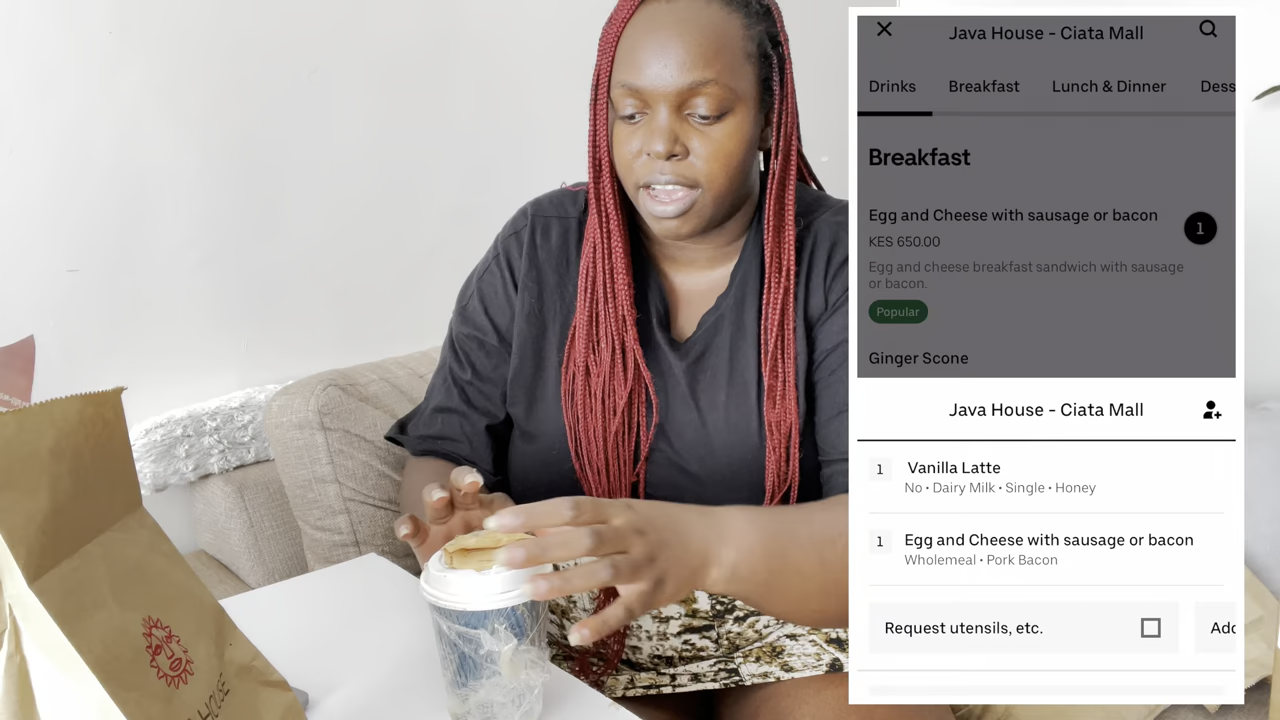 Java House - Ciata Mall
Drinks Breakfast Lunch & Dinner Dess
Breakfast
Egg and Cheese with sausage or bacon
1
KES 650.00
Egg and cheese breakfast sandwich with sausage
or bacon.
Popular
Ginger Scone
Java House - Ciata Mall
1 Vanilla Latte
No • Dairy Milk • Single • Honey
1 Egg and Cheese with sausage or bacon
Wholemeal • Pork Bacon
Request utensils, etc.
Add
HOUSE